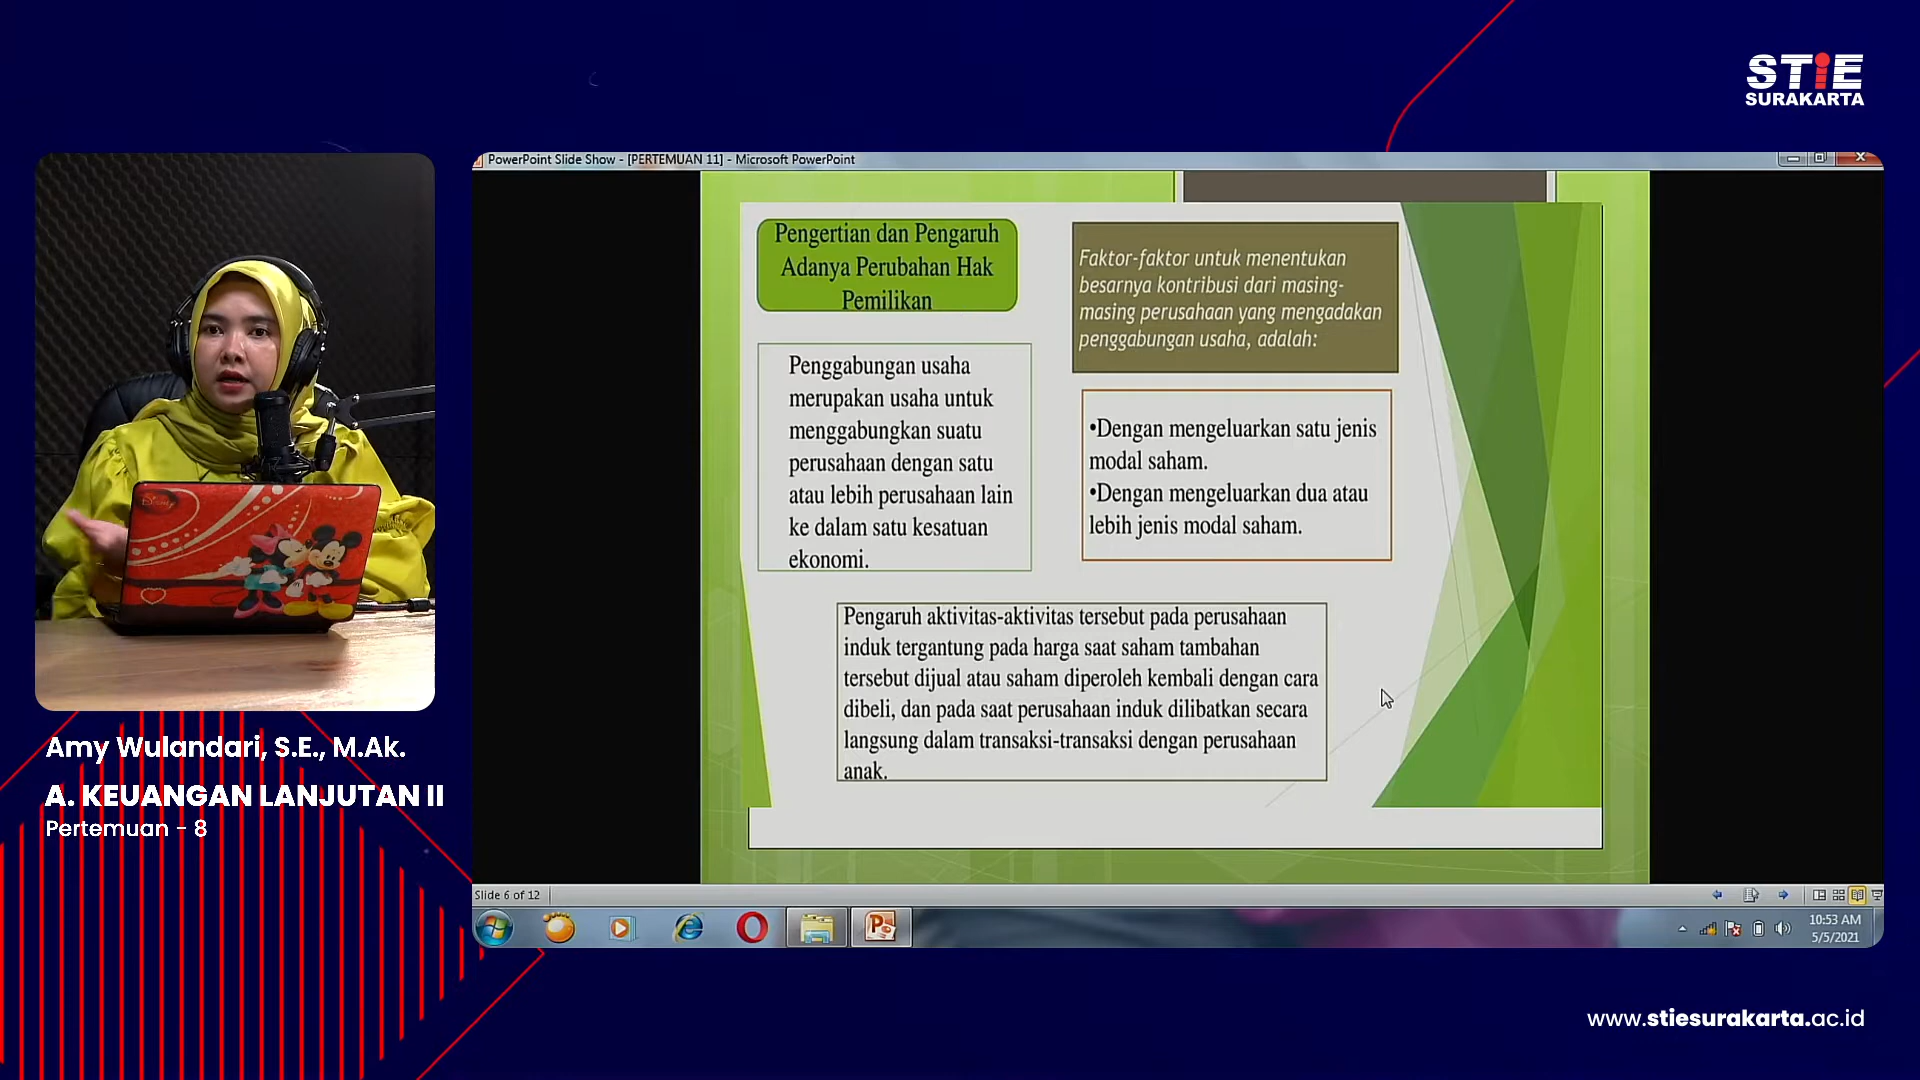 STiE
SURAKARTA
PowerPoint Slide Show - [PERTEMUAN 11] - Microsoft PowerPoint
Pengertian dan Pengaruh
Adanya Perubahan Hak
Pemilikan
Faktor-faktor untuk menentukan
besarnya kontribusi dari masing-
masing perusahaan yang mengadakan
penggabungan usaha, adalah:
Penggabungan usaha
merupakan usaha untuk
menggabungkan suatu
perusahaan dengan satu
atau lebih perusahaan lain
ke dalam satu kesatuan
ekonomi.
•Dengan mengeluarkan satu jenis
modal saham.
•Dengan mengeluarkan dua atau
lebih jenis modal saham.
Pengaruh aktivitas-aktivitas tersebut pada perusahaan
induk tergantung pada harga saat saham tambahan
tersebut dijual atau saham diperoleh kembali dengan cara
dibeli, dan pada saat perusahaan induk dilibatkan secara
langsung dalam transaksi-transaksi dengan perusahaan
anak.
Disney
Amy Wulandari, S.E., M.Ak.
A. KEUANGAN LANJUTAN II
Pertemuan - 8
Slide 6 of 12
10:53 AM
5/5/2021
www.stiesurakarta.ac.id